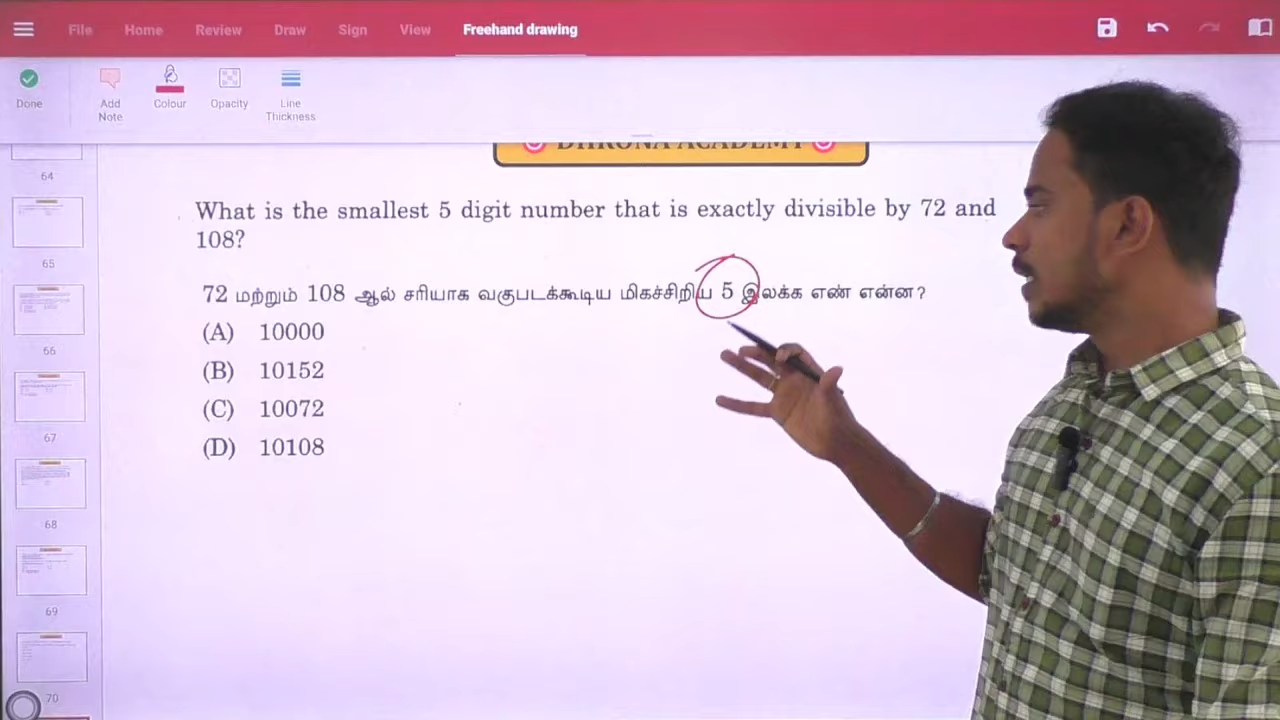 File Home Review Draw Sign View Freehand drawing
Done Add Note Colour Opacity Line Thickness
DHRONA ACADEMY
64
65
66
67
68
69
70
What is the smallest 5 digit number that is exactly divisible by 72 and
108?
72 மற்றும் 108 ஆல் சரியாக வகுபடக்கூடிய மிகச்சிறிய 5 இலக்க எண் என்ன?
(A) 10000
(B) 10152
(C) 10072
(D) 10108